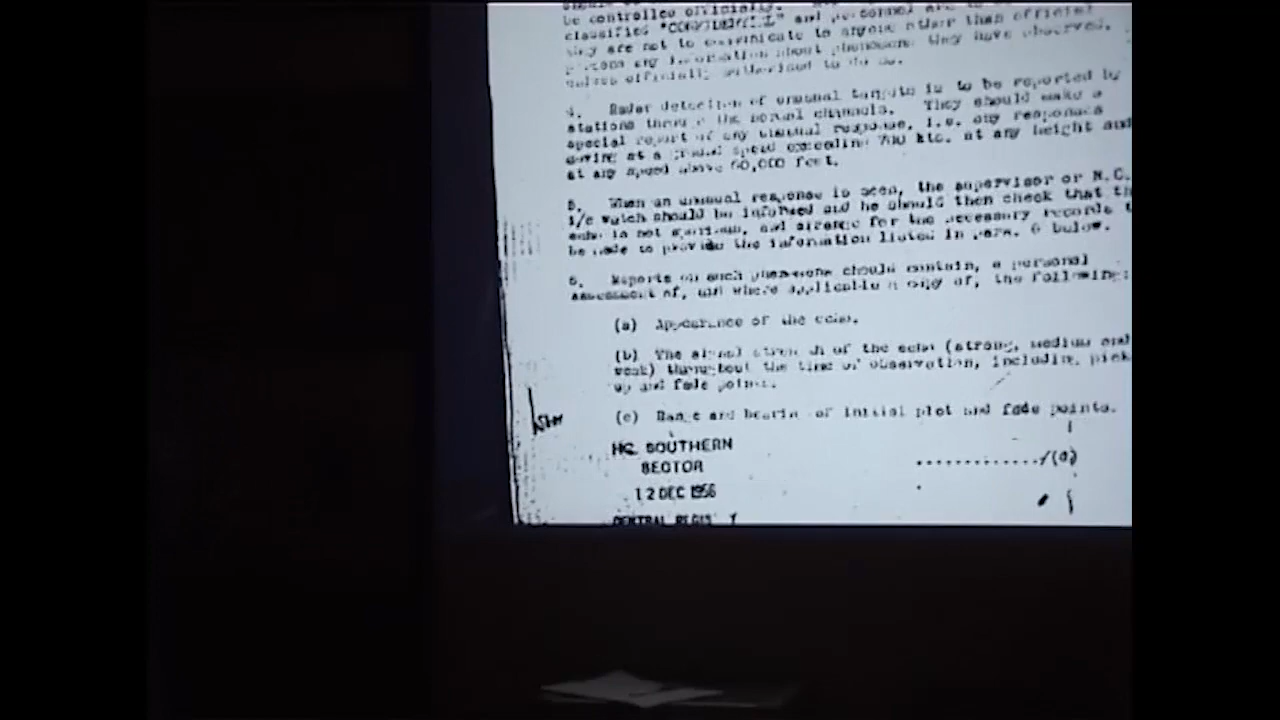 be controlled officially.
classified "CONFIDENTIAL" and personnel are to be
they are not to communicate to anyone other than official
persons any information about phenomena they have observed,
unless officially authorised to do so.
4. Radar detection of unusual targets is to be reported by
stations through the normal channels. They should make a
special report of any unusual response, i.e. any responses
moving at a ground speed exceeding 700 kts. at any height and
at any speed above 60,000 feet.
5. When an unusual response is seen, the supervisor or N.C.
i/c watch should be informed and he should then check that th
echo is not spurious, and arrange for the necessary records t
be made to provide the information listed in para. 6 below.
6. Reports on such phenomena should contain, a personal
assessment of, and where applicable a copy of, the following:
(a) Appearance of the echo.
(b) The signal strength of the echo (strong, medium and
weak) throughout the time of observation, including pick
up and fade points.
(c) Range and bearing of initial plot and fade points.
HQ. SOUTHERN
SECTOR
............./(d)
12 DEC 1956
CENTRAL REGIS Y